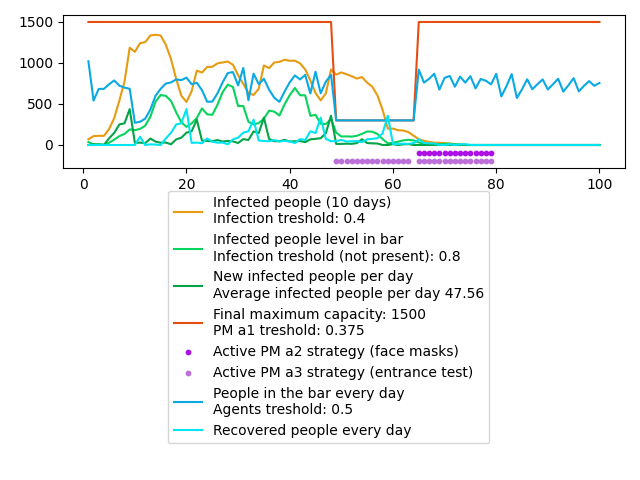 1500
1000
500
0
0
20
40
60
80
100
Infected people (10 days)
Infection treshold: 0.4
Infected people level in bar
Infection treshold (not present): 0.8
New infected people per day
Average infected people per day 47.56
Final maximum capacity: 1500
PM a1 treshold: 0.375
Active PM a2 strategy (face masks)
Active PM a3 strategy (entrance test)
People in the bar every day
Agents treshold: 0.5
Recovered people every day